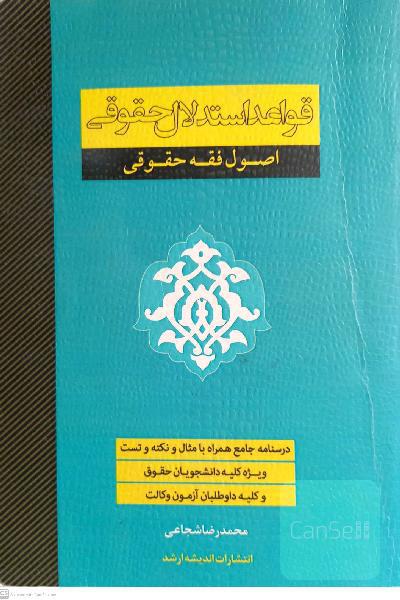 قواعد استدلال حقوقی
اصول فقه حقوقی
درسنامه جامع همراه با مثال و نکته و تست
ویژه کلیه دانشجویان حقوق
و کلیه داوطلبان آزمون وکالت
محمدرضا شجاعی
انتشارات اندیشه ارشد
CanSell
CS